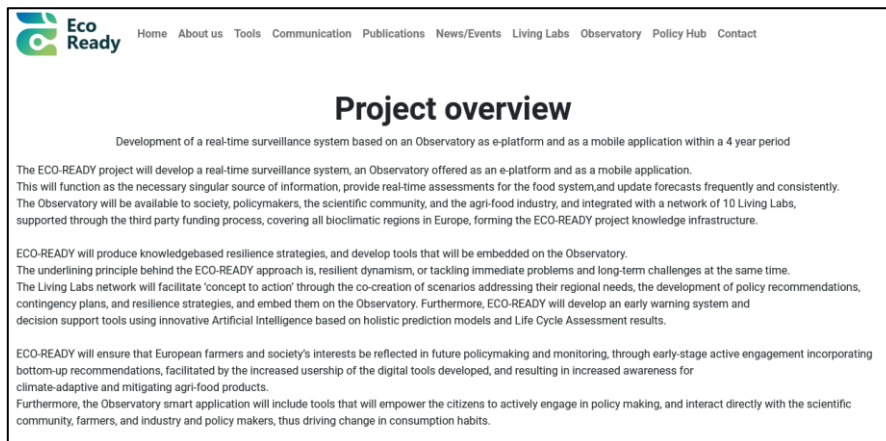 Eco
Ready
Home About us Tools Communication Publications News/Events Living Labs Observatory Policy Hub Contact
Project overview
Development of a real-time surveillance system based on an Observatory as e-platform and as a mobile application within a 4 year period
The ECO-READY project will develop a real-time surveillance system, an Observatory offered as an e-platform and as a mobile application.
This will function as the necessary singular source of information, provide real-time assessments for the food system,and update forecasts frequently and consistently.
The Observatory will be available to society, policymakers, the scientific community, and the agri-food industry, and integrated with a network of 10 Living Labs,
supported through the third party funding process, covering all bioclimatic regions in Europe, forming the ECO-READY project knowledge infrastructure.
ECO-READY will produce knowledgebased resilience strategies, and develop tools that will be embedded on the Observatory.
The underlining principle behind the ECO-READY approach is, resilient dynamism, or tackling immediate problems and long-term challenges at the same time.
The Living Labs network will facilitate 'concept to action' through the co-creation of scenarios addressing their regional needs, the development of policy recommendations,
contingency plans, and resilience strategies, and embed them on the Observatory. Furthermore, ECO-READY will develop an early warning system and
decision support tools using innovative Artificial Intelligence based on holistic prediction models and Life Cycle Assessment results.
ECO-READY will ensure that European farmers and society's interests be reflected in future policymaking and monitoring, through early-stage active engagement incorporating
bottom-up recommendations, facilitated by the increased usership of the digital tools developed, and resulting in increased awareness for
climate-adaptive and mitigating agri-food products.
Furthermore, the Observatory smart application will include tools that will empower the citizens to actively engage in policy making, and interact directly with the scientific
community, farmers, and industry and policy makers, thus driving change in consumption habits.